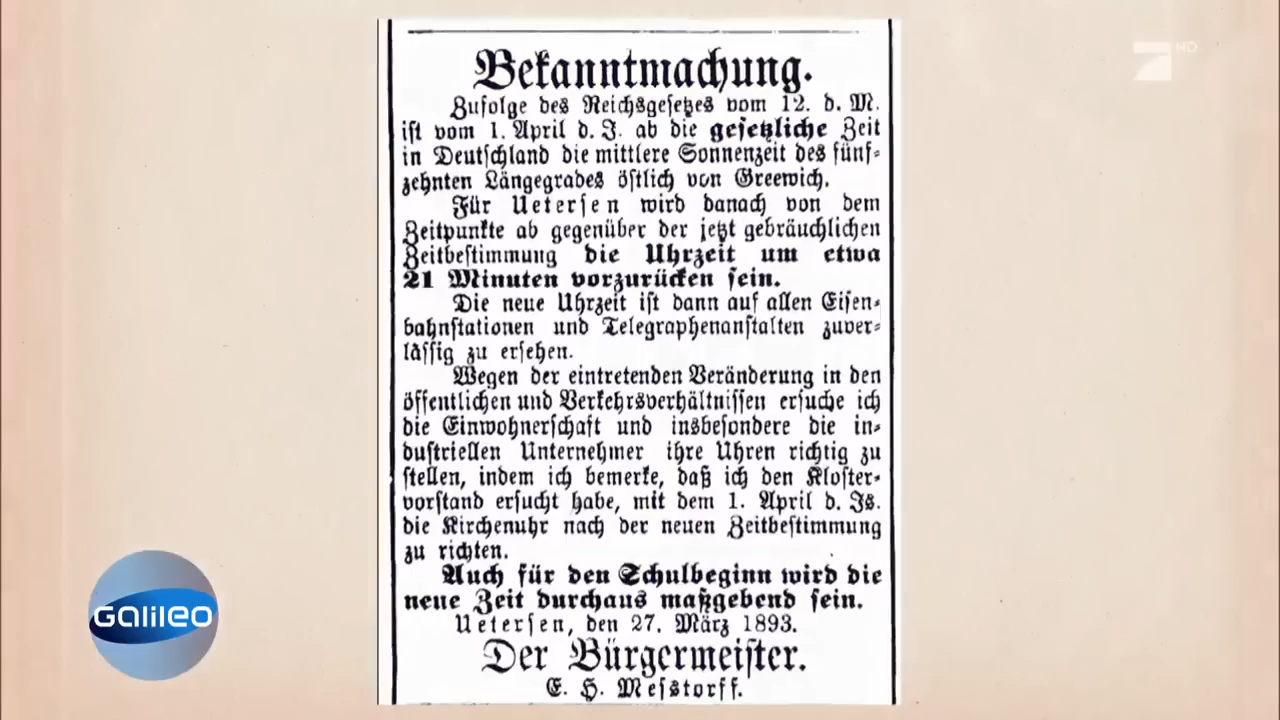 Bekanntmachung.
Zufolge des Reichsgesetzes vom 12. d. M.
ist vom 1. April d. J. ab die gesetzliche Zeit
in Deutschland die mittlere Sonnenzeit des fünf-
zehnten Längegrades östlich von Greewich.
Für Uetersen wird danach von dem
Zeitpunkte ab gegenüber der jetzt gebräuchlichen
Zeitbestimmung die Uhrzeit um etwa
21 Minuten vorzurücken sein.
Die neue Uhrzeit ist dann auf allen Eisen-
bahnstationen und Telegraphenanstalten zuver-
lässig zu ersehen.
Wegen der eintretenden Veränderung in den
öffentlichen und Verkehrsverhältnissen ersuche ich
die Einwohnerschaft und insbesondere die in-
dustriellen Unternehmer ihre Uhren richtig zu
stellen, indem ich bemerke, daß ich den Kloster-
vorstand ersucht habe, mit dem 1. April d. Js.
die Kirchenuhr nach der neuen Zeitbestimmung
zu richten.
Auch für den Schulbeginn wird die
neue Zeit durchaus maßgebend sein.
Uetersen, den 27. März 1893.
Der Bürgermeister.
E. H. Messtorff.
Galileo
7 HD